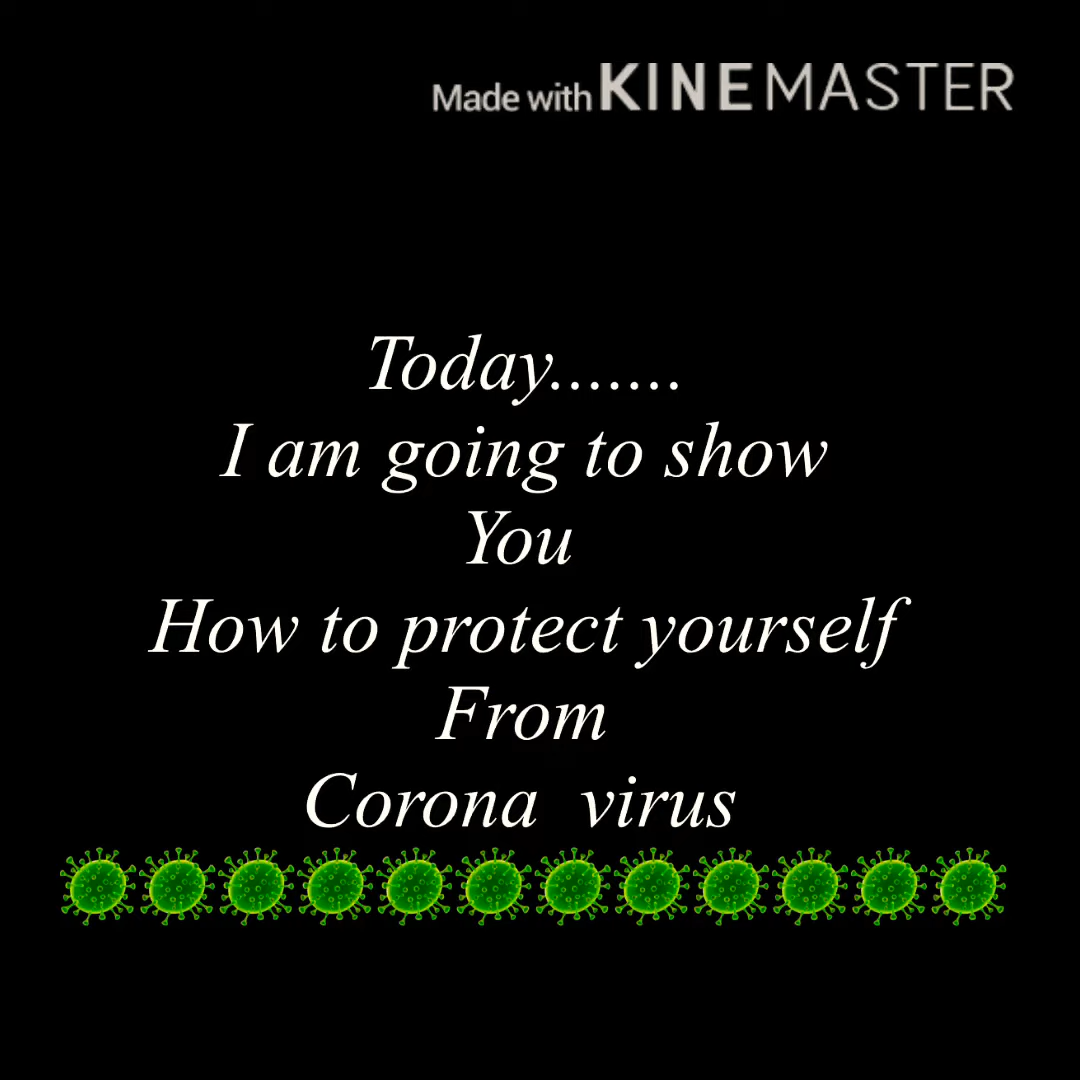 Made with KINEMASTER
Today.......
I am going to show
You
How to protect yourself
From
Corona virus